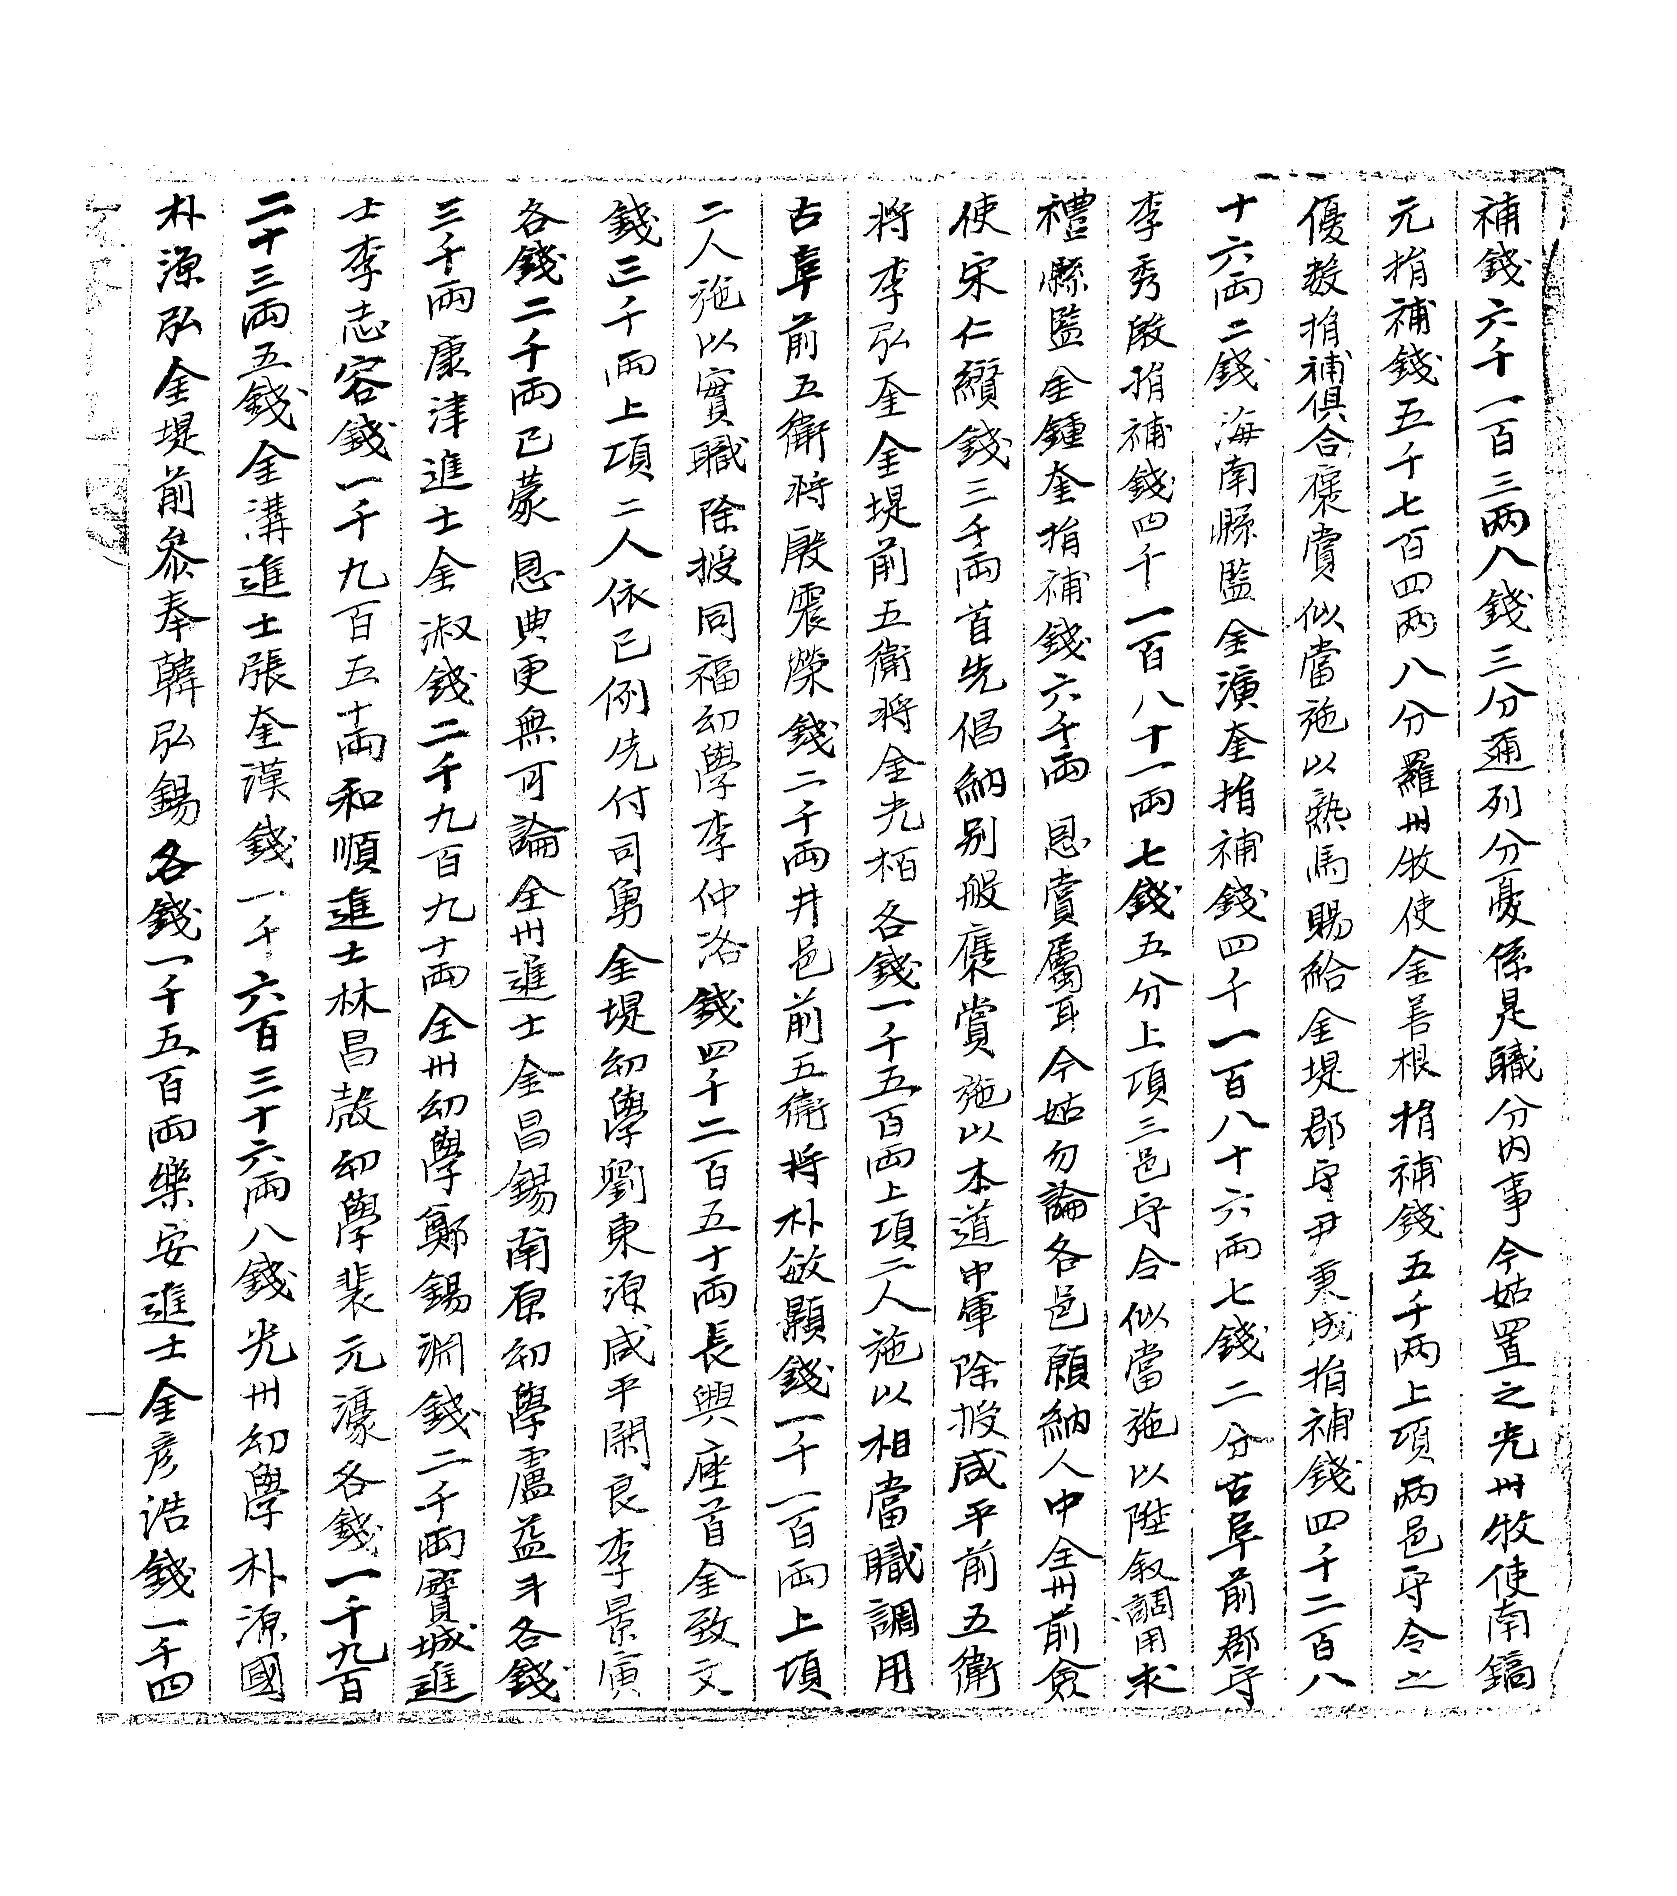 補錢六千一百三兩八錢三分逥列分憂係是職分內事今姑置之光州牧使南鎬
元捐補錢五千七百四兩八分羅州牧使金善根捐補錢五千兩上項兩邑守令之
優數捐補俱合褒賞似當施以熟馬賜給金堤郡守尹秉成捐補錢四千二百八
十六兩二錢海南縣監金演奎捐補錢四千一百八十六兩七錢二分古阜前郡守
李秀殷捐補錢四千一百八十一兩七錢五分上項三邑守令似當施以陞敘調用求
禮縣監金鍾奎捐補錢六千兩恩賞屬耳今姑勿論各邑願納人中全州前僉
使宋仁纘錢三千兩首先倡納別般褒賞施以本道中軍除授咸平前五衛
將李弘奎金堤前五衛將金光栢各錢一千五百兩上項二人施以相當職調用
古阜前五衛將殷震榮錢二千兩井邑前五衛將朴敏顯錢一千一百兩上項
二人施以實職除授同福幼學李仲洛錢四千二百五十兩長興座首金致文
錢三千兩上項二人依已例先付司勇金堤幼學劉東源咸平閑良李景寅
各錢二千兩已蒙恩典更無可論全州進士金昌錫南原幼學盧益斗各錢
三千兩康津進士金淑錢二千九百九十兩全州幼學鄭錫淵錢二千兩寶城進
士李志容錢一千九百五十兩和順進士林昌 幼學裴元濠各錢一千九百
二十三兩五錢金溝進士張奎漢錢一千六百三十六兩八錢光州幼學朴源國
朴源弘金堤前參奉韓弘錫各錢一千五百兩樂安進士金彥浩錢一千四